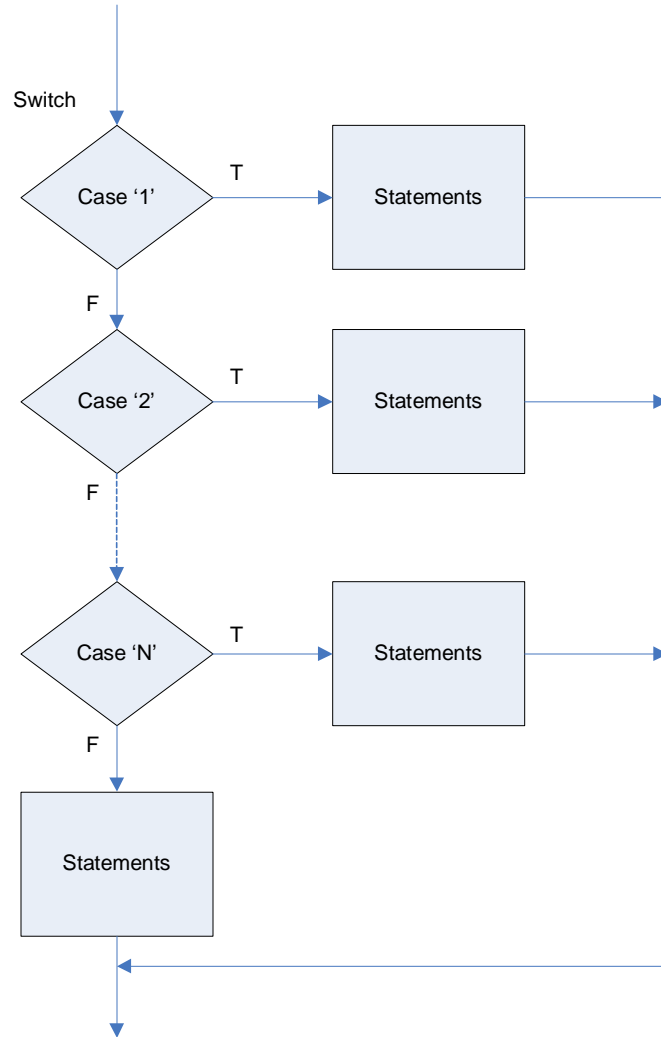 Switch
Case ‘1’
T
Statements
F
Case ‘2’
T
Statements
F
Case ‘N’
T
Statements
F
Statements